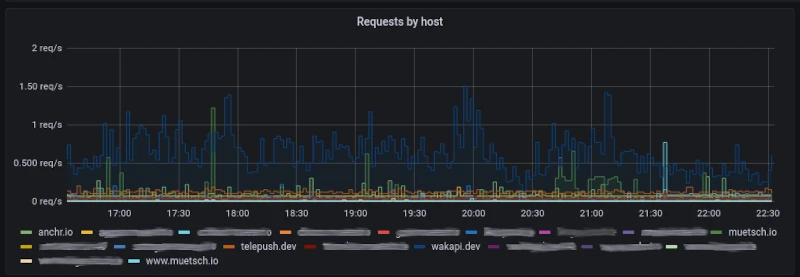 Requests by host
2 req/s
1.50 req/s
1 req/s
0.500 req/s
0 req/s
17:00 17:30 18:00 18:30 19:00 19:30 20:00 20:30 21:00 21:30 22:00 22:30
anchr.io muetsch.io
telepush.dev wakapi.dev
www.muetsch.io